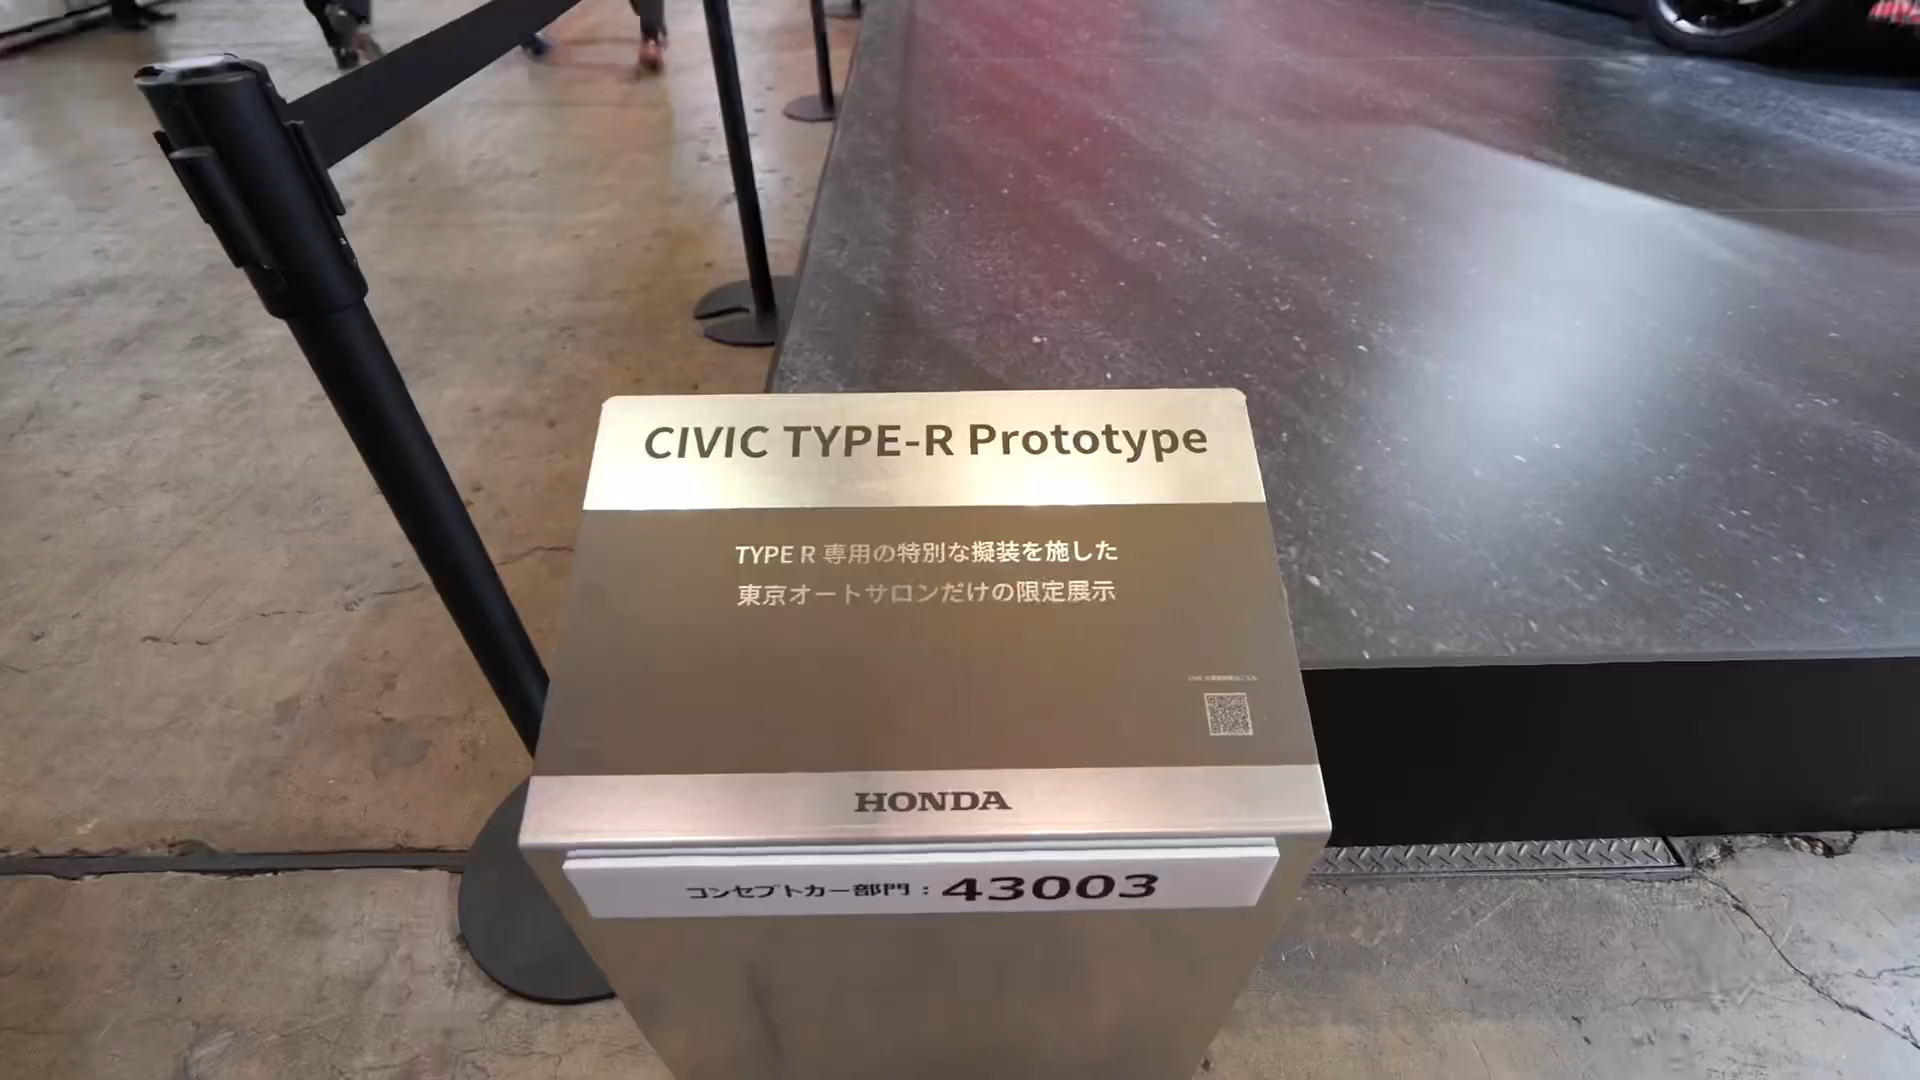 CIVIC TYPE-R Prototype
TYPE R 専用の特別な擬装を施した
東京オートサロンだけの限定展示
HONDA
コンセプトカー部門：43003